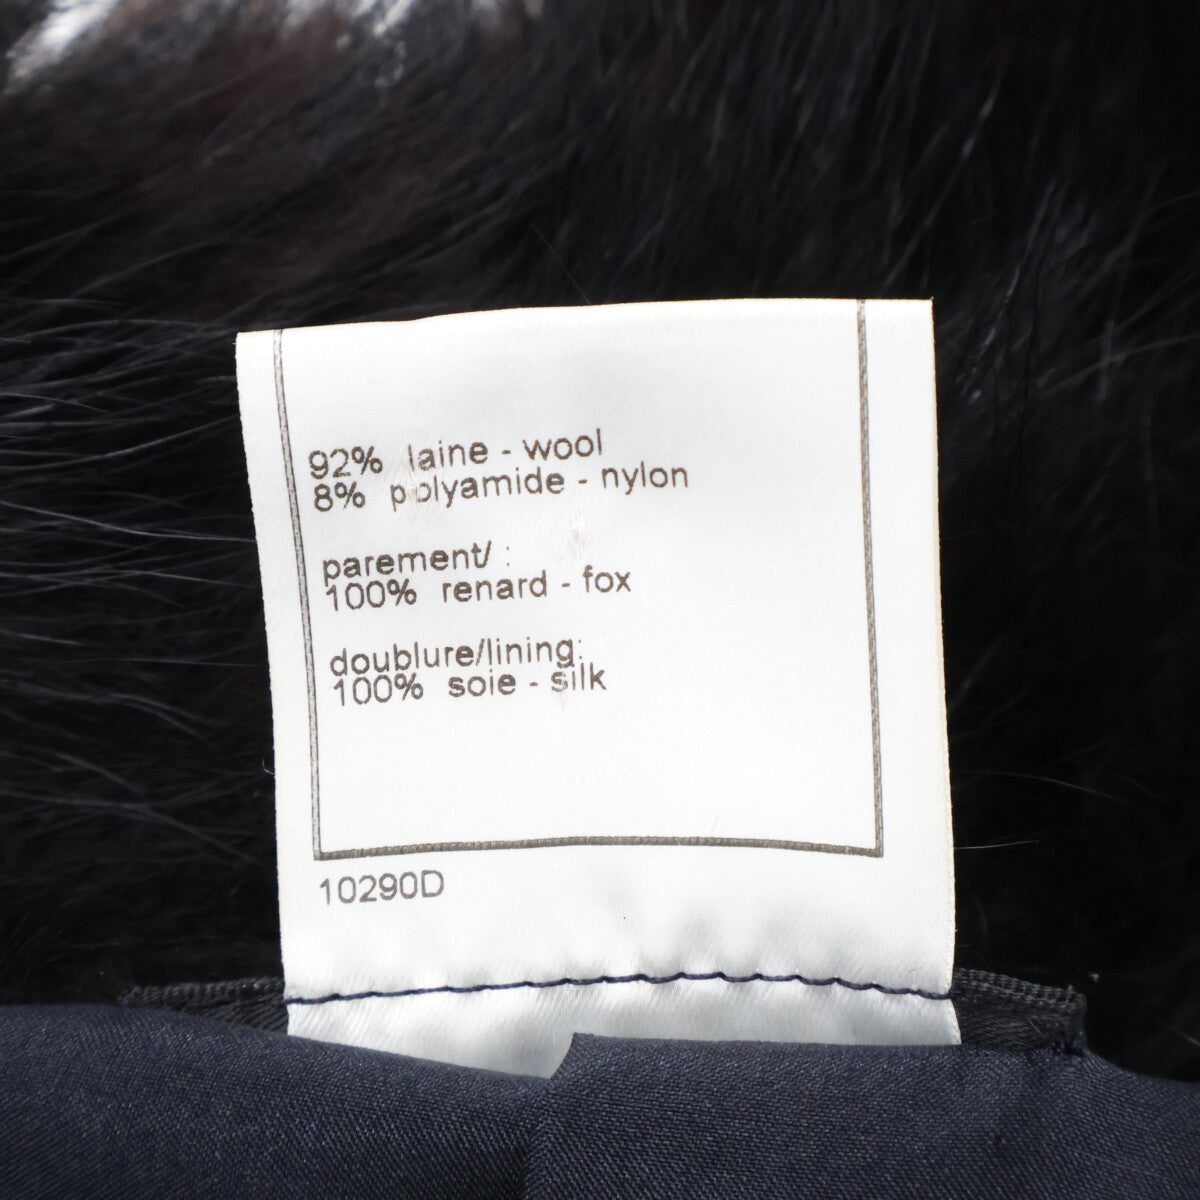 92% laine - wool
8% polyamide - nylon
parement/ :
100% renard - fox
doublure/lining:
100% soie - silk
10290D